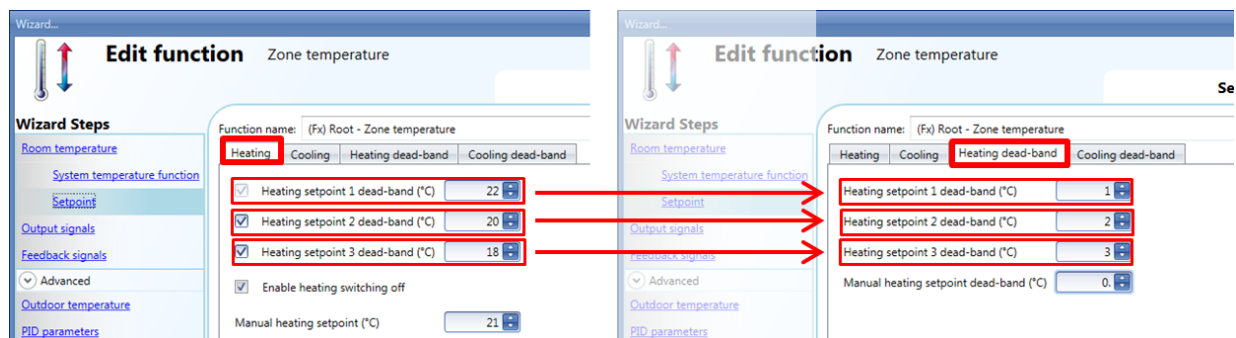 Wizard...
Edit function Zone temperature
Wizard Steps
Room temperature
System temperature function
Setpoint
Output signals
Feedback signals
Advanced
Outdoor temperature
PID parameters
Function name: (Fx) Root - Zone temperature
Heating Cooling Heating dead-band Cooling dead-band
Heating setpoint 1 dead-band (°C) 22
Heating setpoint 2 dead-band (°C) 20
Heating setpoint 3 dead-band (°C) 18
Enable heating switching off
Manual heating setpoint (°C) 21
Wizard...
Edit function Zone temperature
Se
Wizard Steps
Room temperature
System temperature function
Setpoint
Output signals
Feedback signals
Advanced
Outdoor temperature
PID parameters
Function name: (Fx) Root - Zone temperature
Heating Cooling Heating dead-band Cooling dead-band
Heating setpoint 1 dead-band (°C) 1
Heating setpoint 2 dead-band (°C) 2
Heating setpoint 3 dead-band (°C) 3
Manual heating setpoint dead-band (°C) 0.